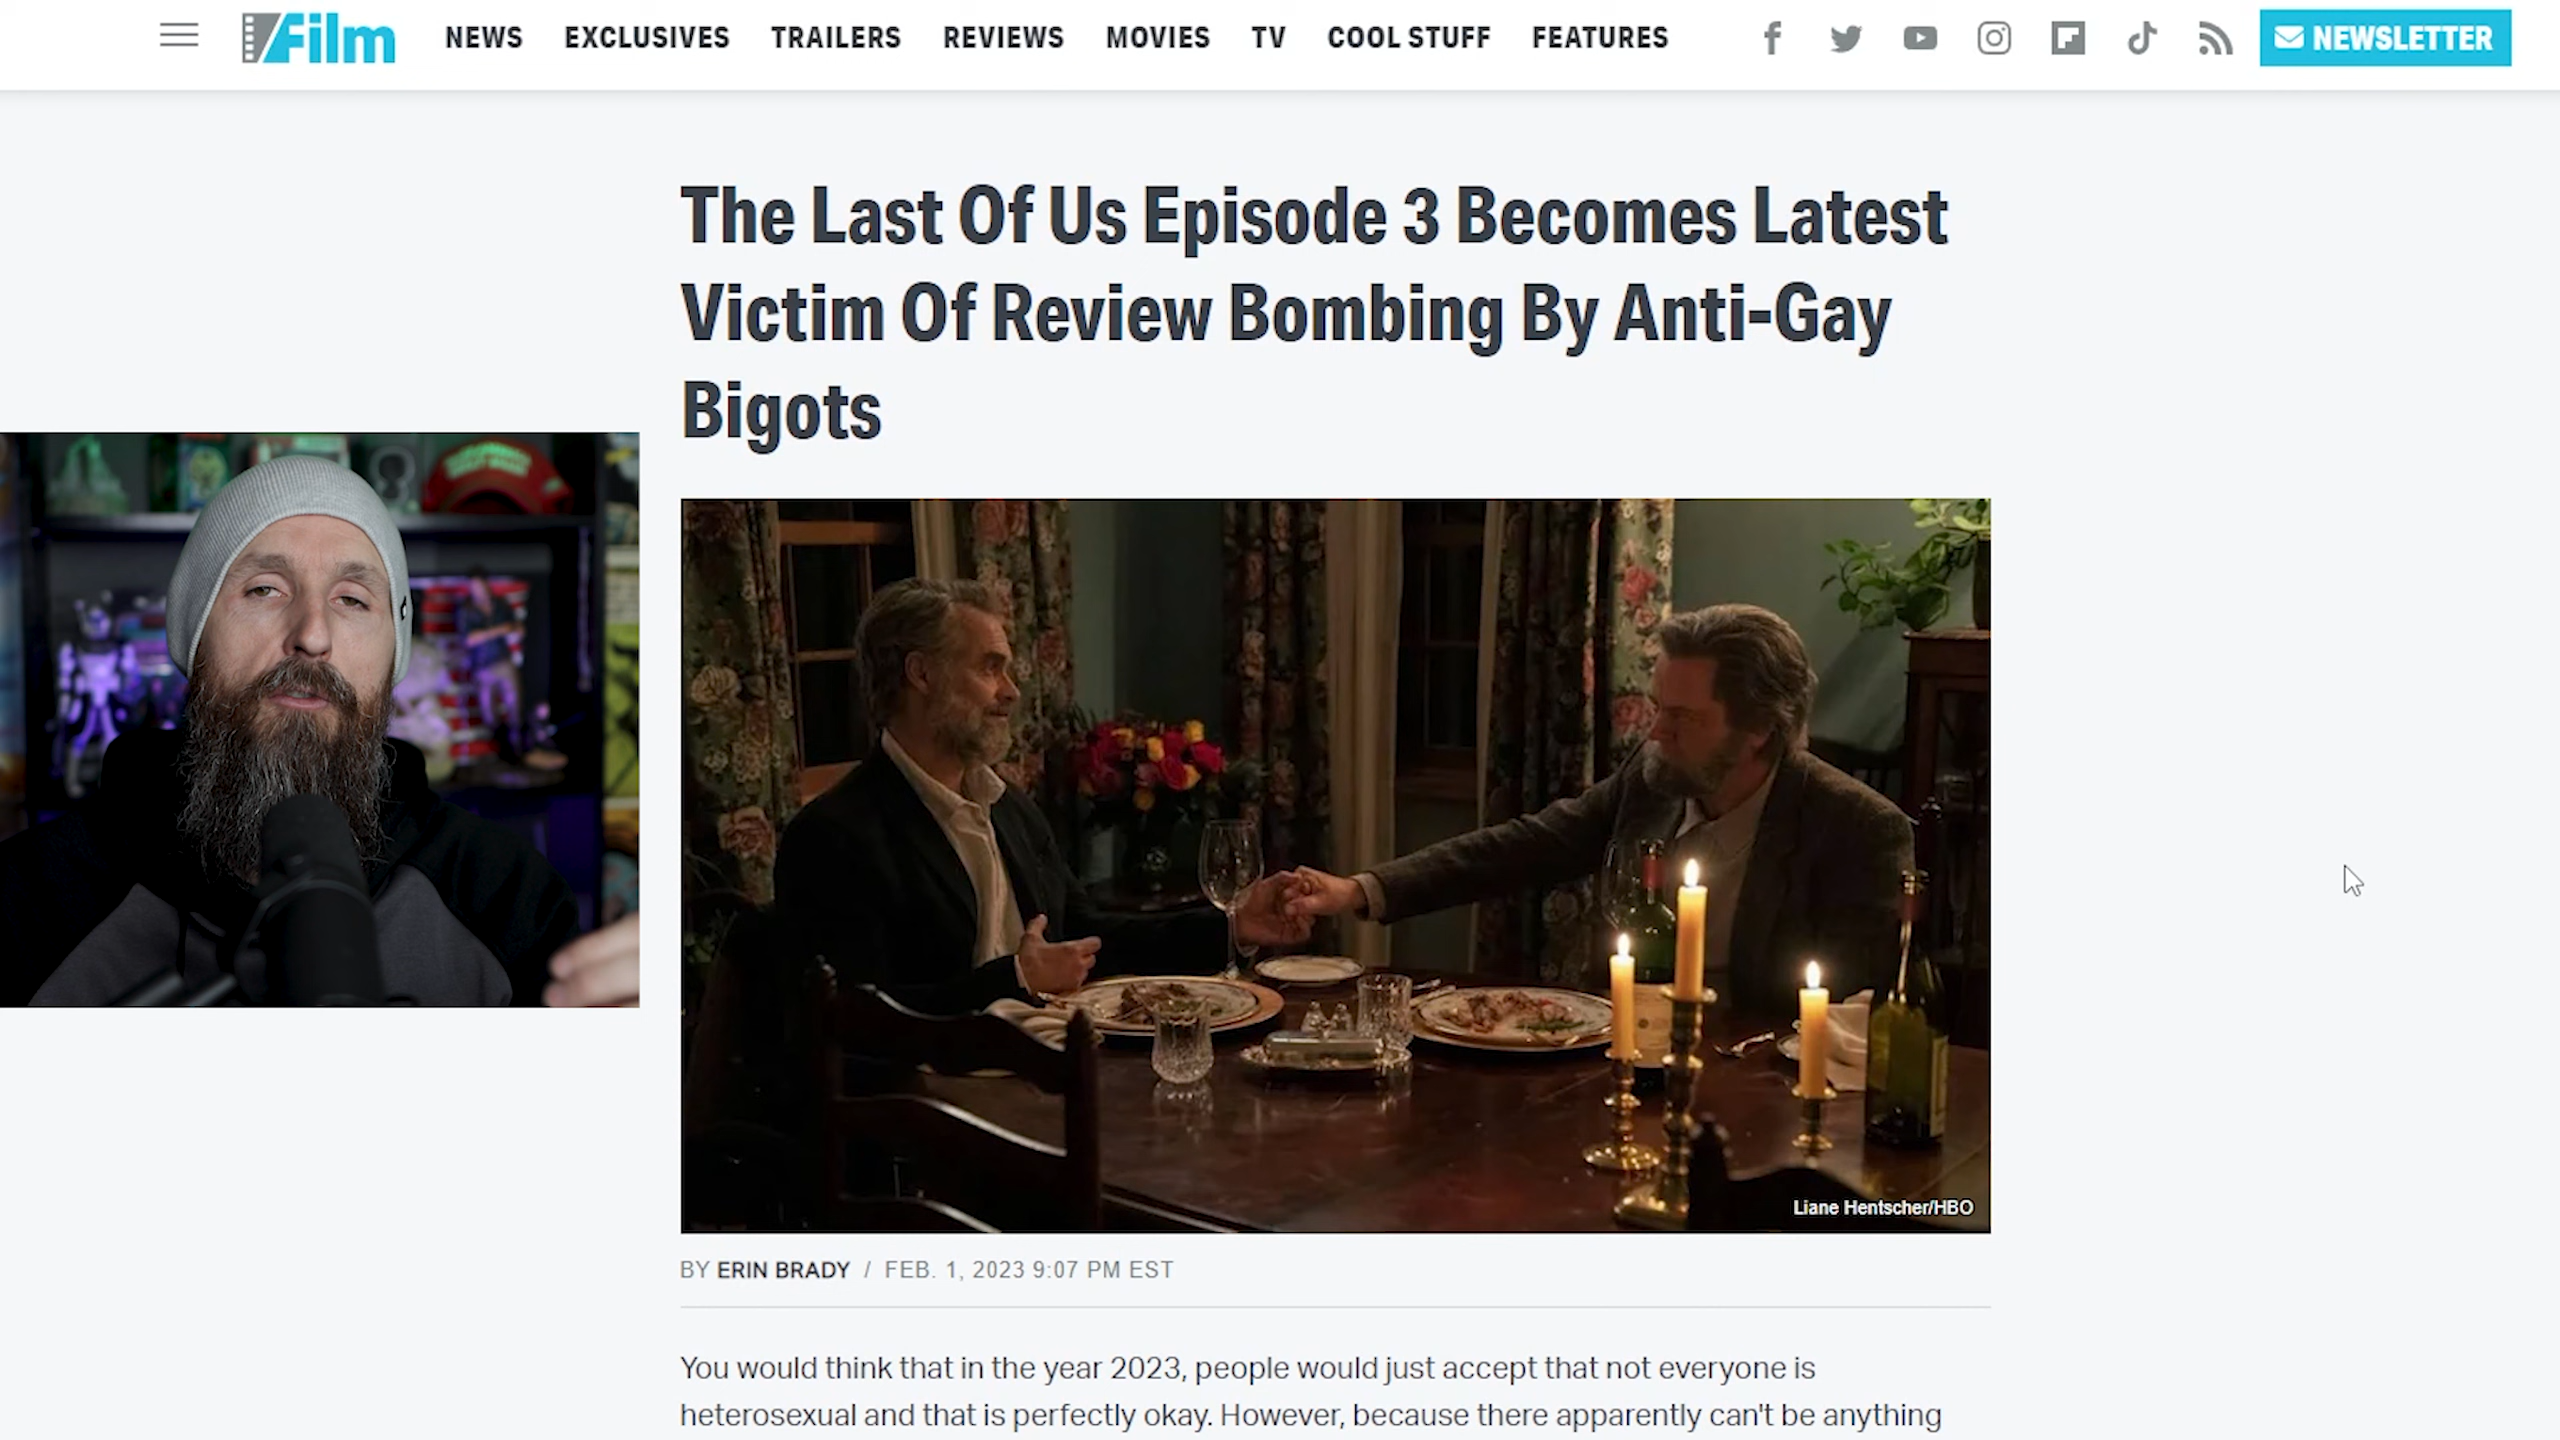 /Film
NEWS
EXCLUSIVES
TRAILERS
REVIEWS
MOVIES
TV
COOL STUFF
FEATURES
NEWSLETTER
The Last Of Us Episode 3 Becomes Latest
Victim Of Review Bombing By Anti-Gay
Bigots
Liane Hentscher/HBO
BY ERIN BRADY / FEB. 1, 2023 9:07 PM EST
You would think that in the year 2023, people would just accept that not everyone is
heterosexual and that is perfectly okay. However, because there apparently can't be anything